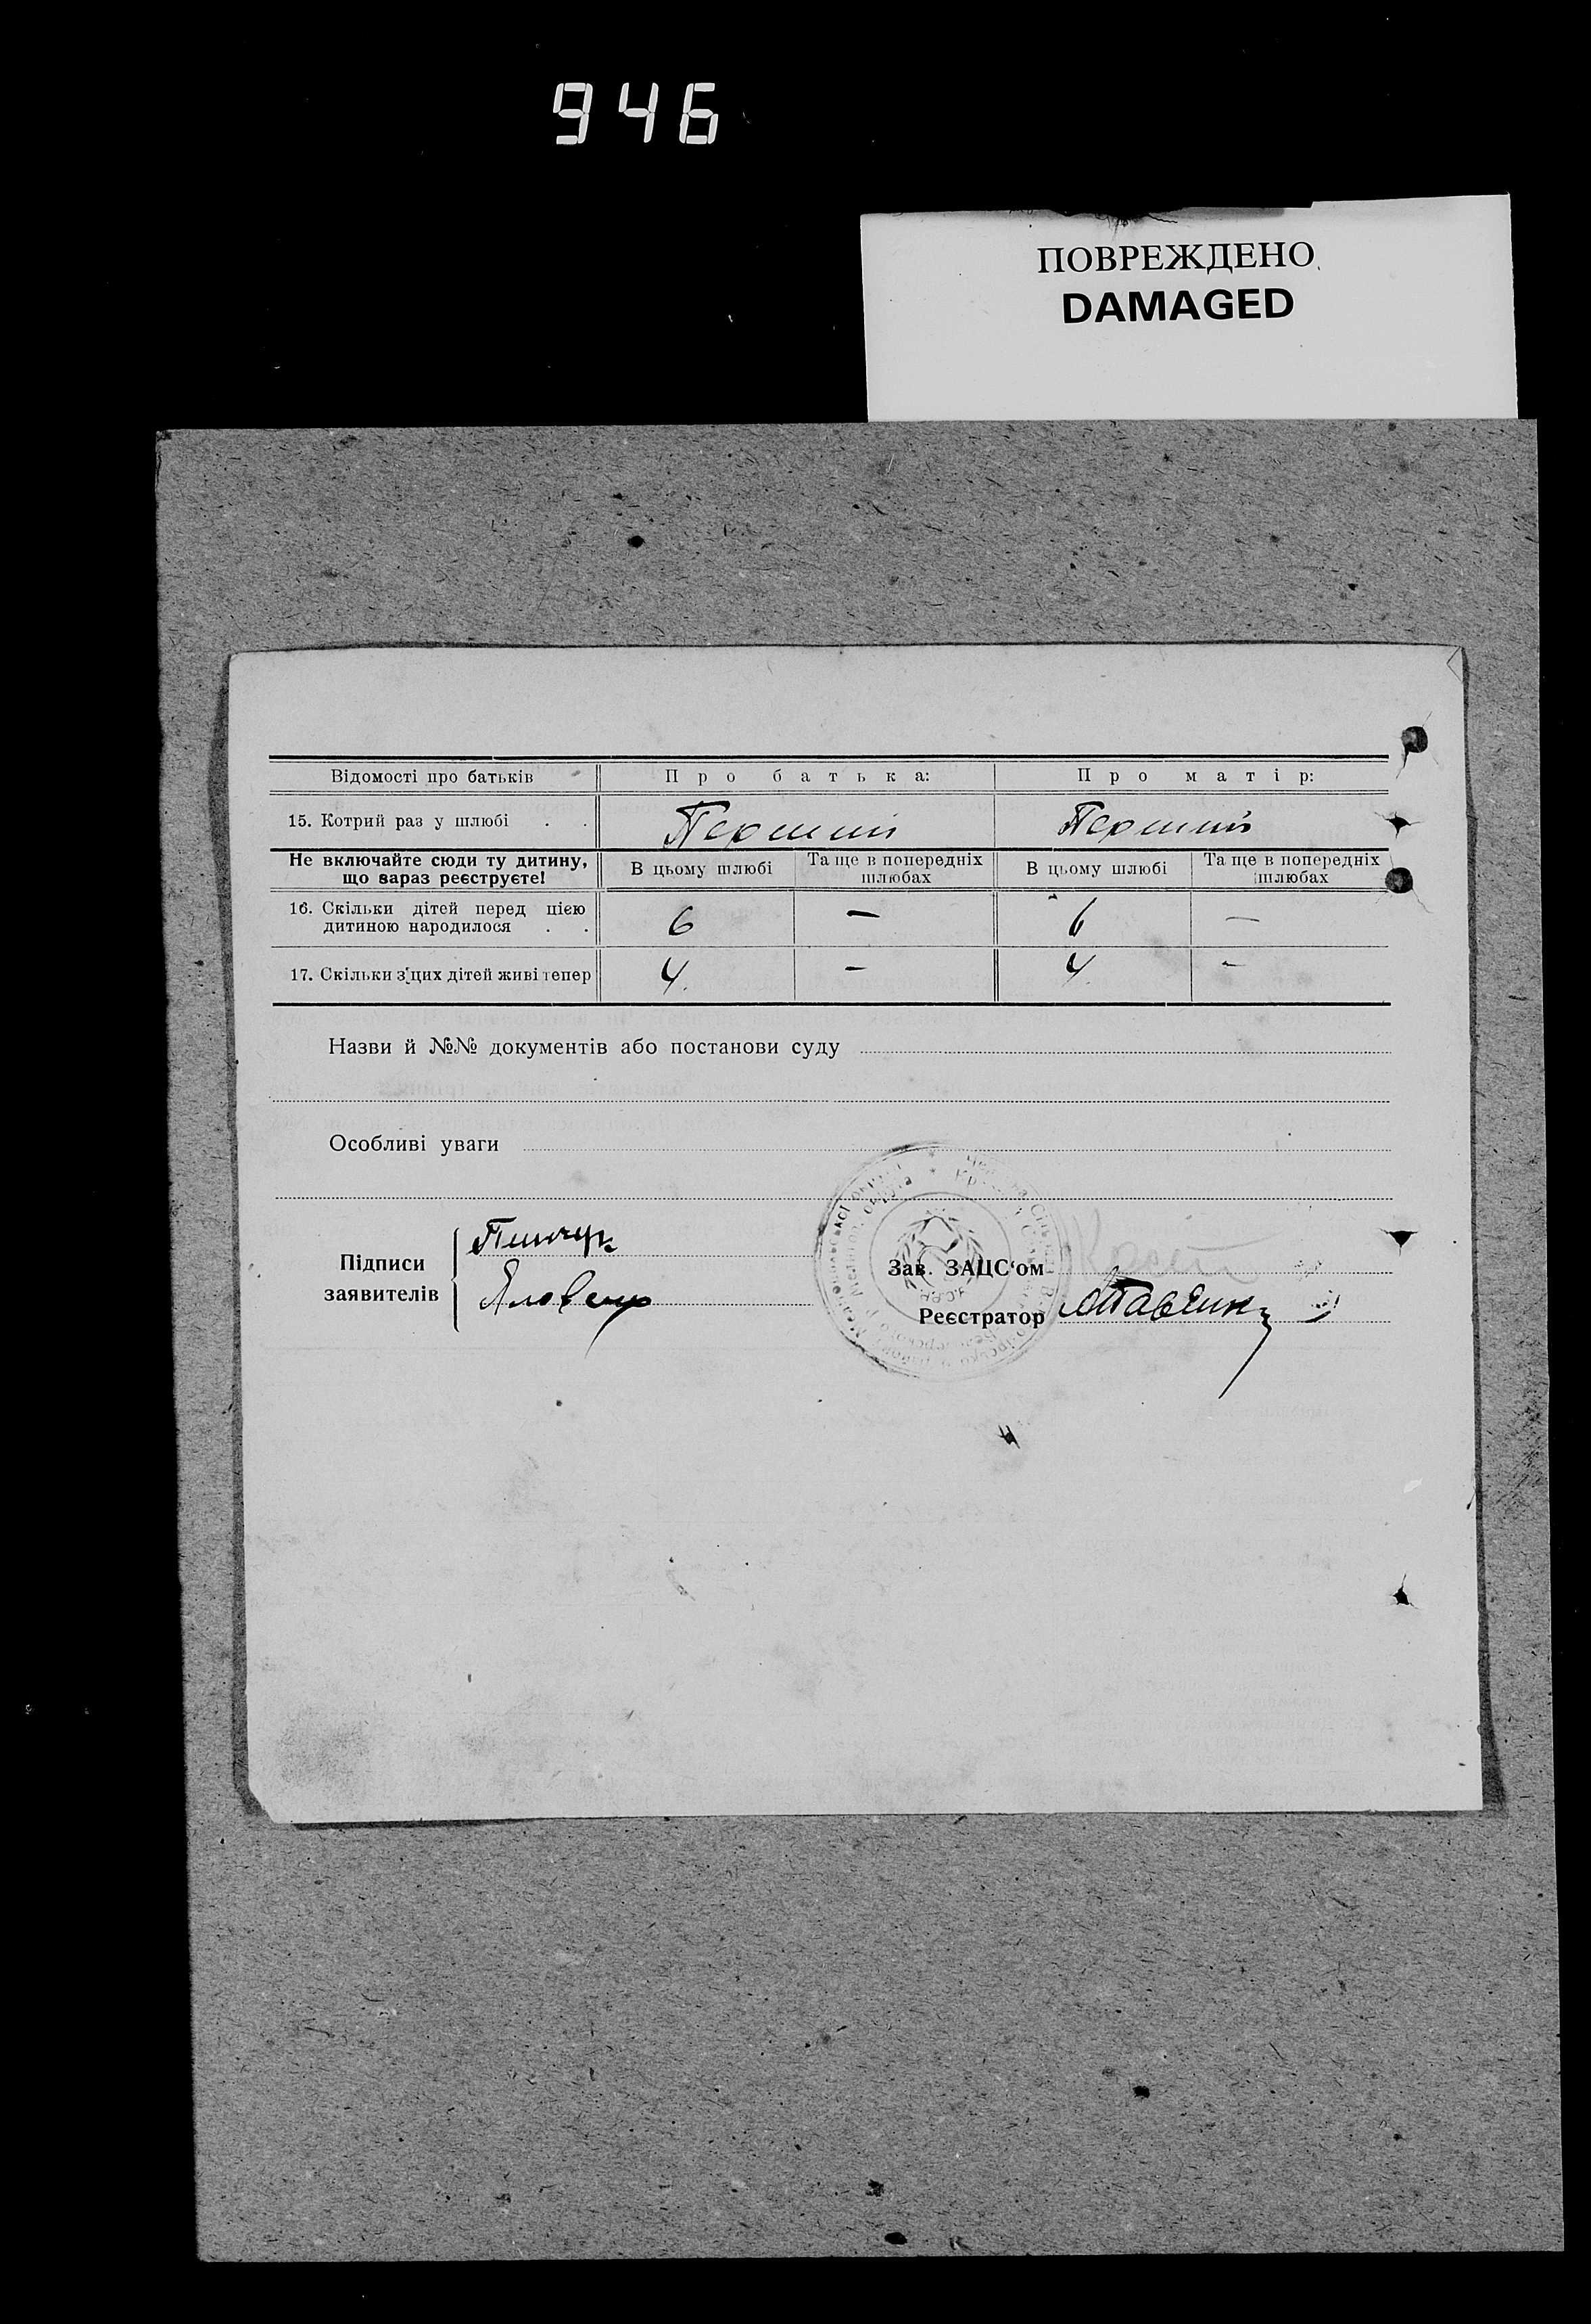 946
ПОВРЕЖДЕНО
DAMAGED
Відомості про батьків Про батька: Про матір:
15. Котрий раз у шлюбі . . Перший Перший
Не включайте сюди ту дитину, що зараз реєструєте! В цьому шлюбі Та ще в попередніх шлюбах В цьому шлюбі Та ще в попередніх шлюбах
16. Скільки дітей перед цією
дитиною народилося . . 6 — 6 —
17. Скільки з цих дітей живі тепер 4. — 4. —
Назви й №№ документів або постанови суду
Особливі уваги
Підписи
заявителів
Пинчук
Зав. ЗАЦС‘ом
Реєстратор